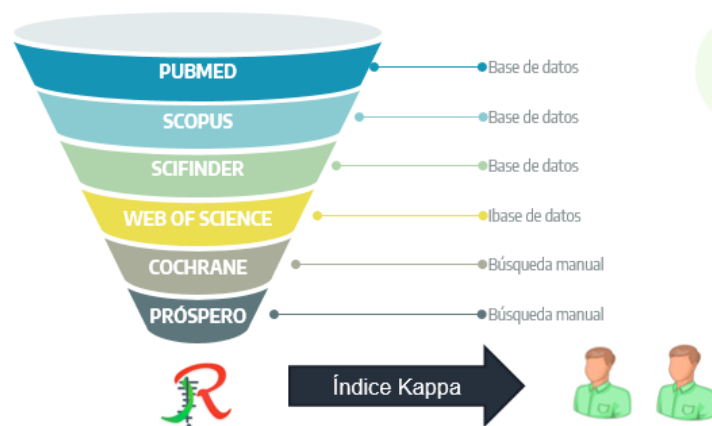 PUBMED
Base de datos
SCOPUS
Base de datos
SCIFINDER
Base de datos
WEB OF SCIENCE
Ibase de datos
COCHRANE
Búsqueda manual
PRÓSPERO
Búsqueda manual
R
Índice Kappa